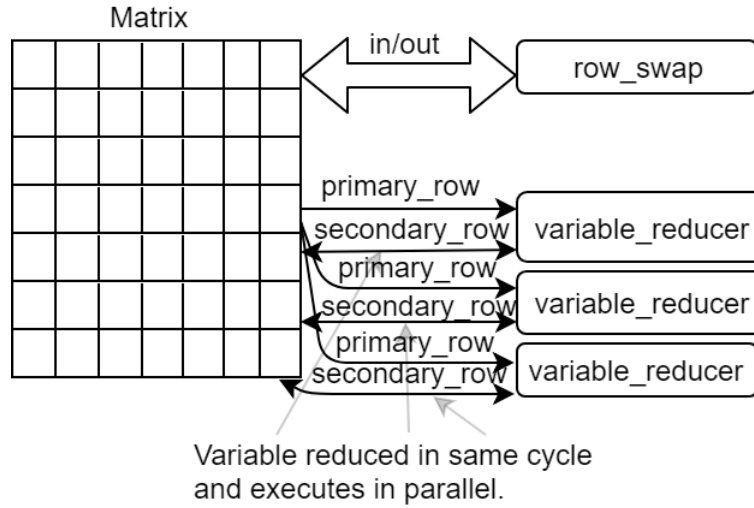 Matrix
in/out
row_swap
primary_row
secondary_row
variable_reducer
primary_row
secondary_row
variable_reducer
primary_row
secondary_row
variable_reducer
Variable reduced in same cycle
and executes in parallel.